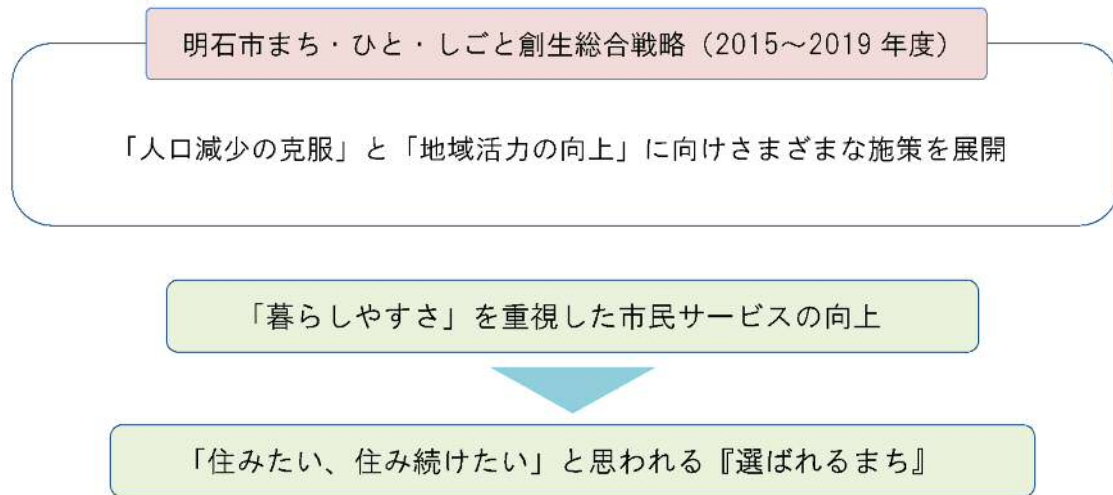 明石市まち・ひと・しごと創生総合戦略（2015～2019 年度）
「人口減少の克服」と「地域活力の向上」に向けさまざまな施策を展開
「暮らしやすさ」を重視した市民サービスの向上
「住みたい、住み続けたい」と思われる『選ばれるまち』